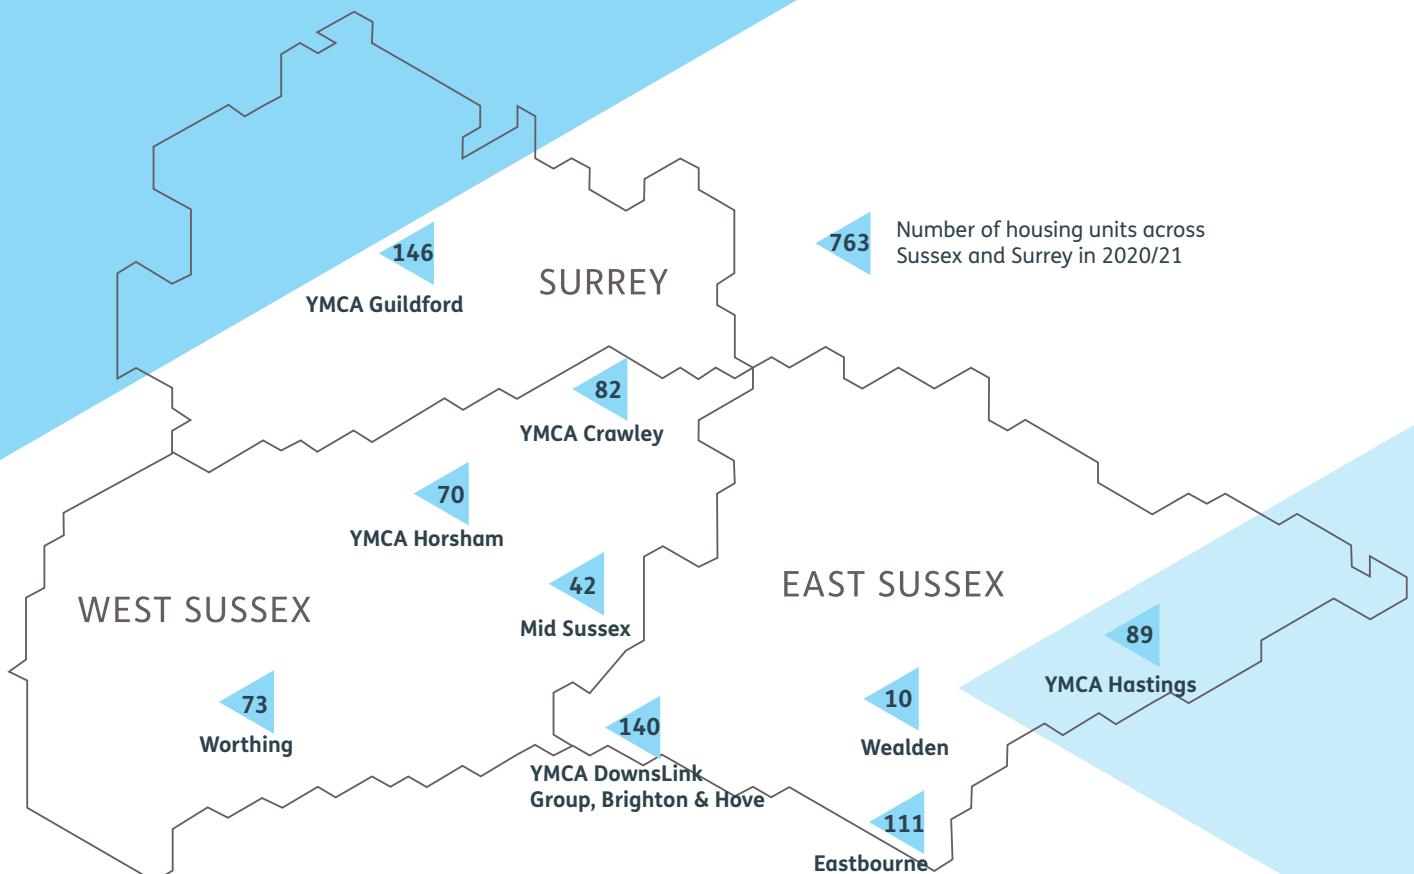 146
YMCA Guildford
SURREY
763
Number of housing units across
Sussex and Surrey in 2020/21
82
YMCA Crawley
70
YMCA Horsham
42
Mid Sussex
WEST SUSSEX
EAST SUSSEX
89
YMCA Hastings
73
Worthing
140
YMCA DownsLink
Group, Brighton & Hove
10
Wealden
111
Eastbourne